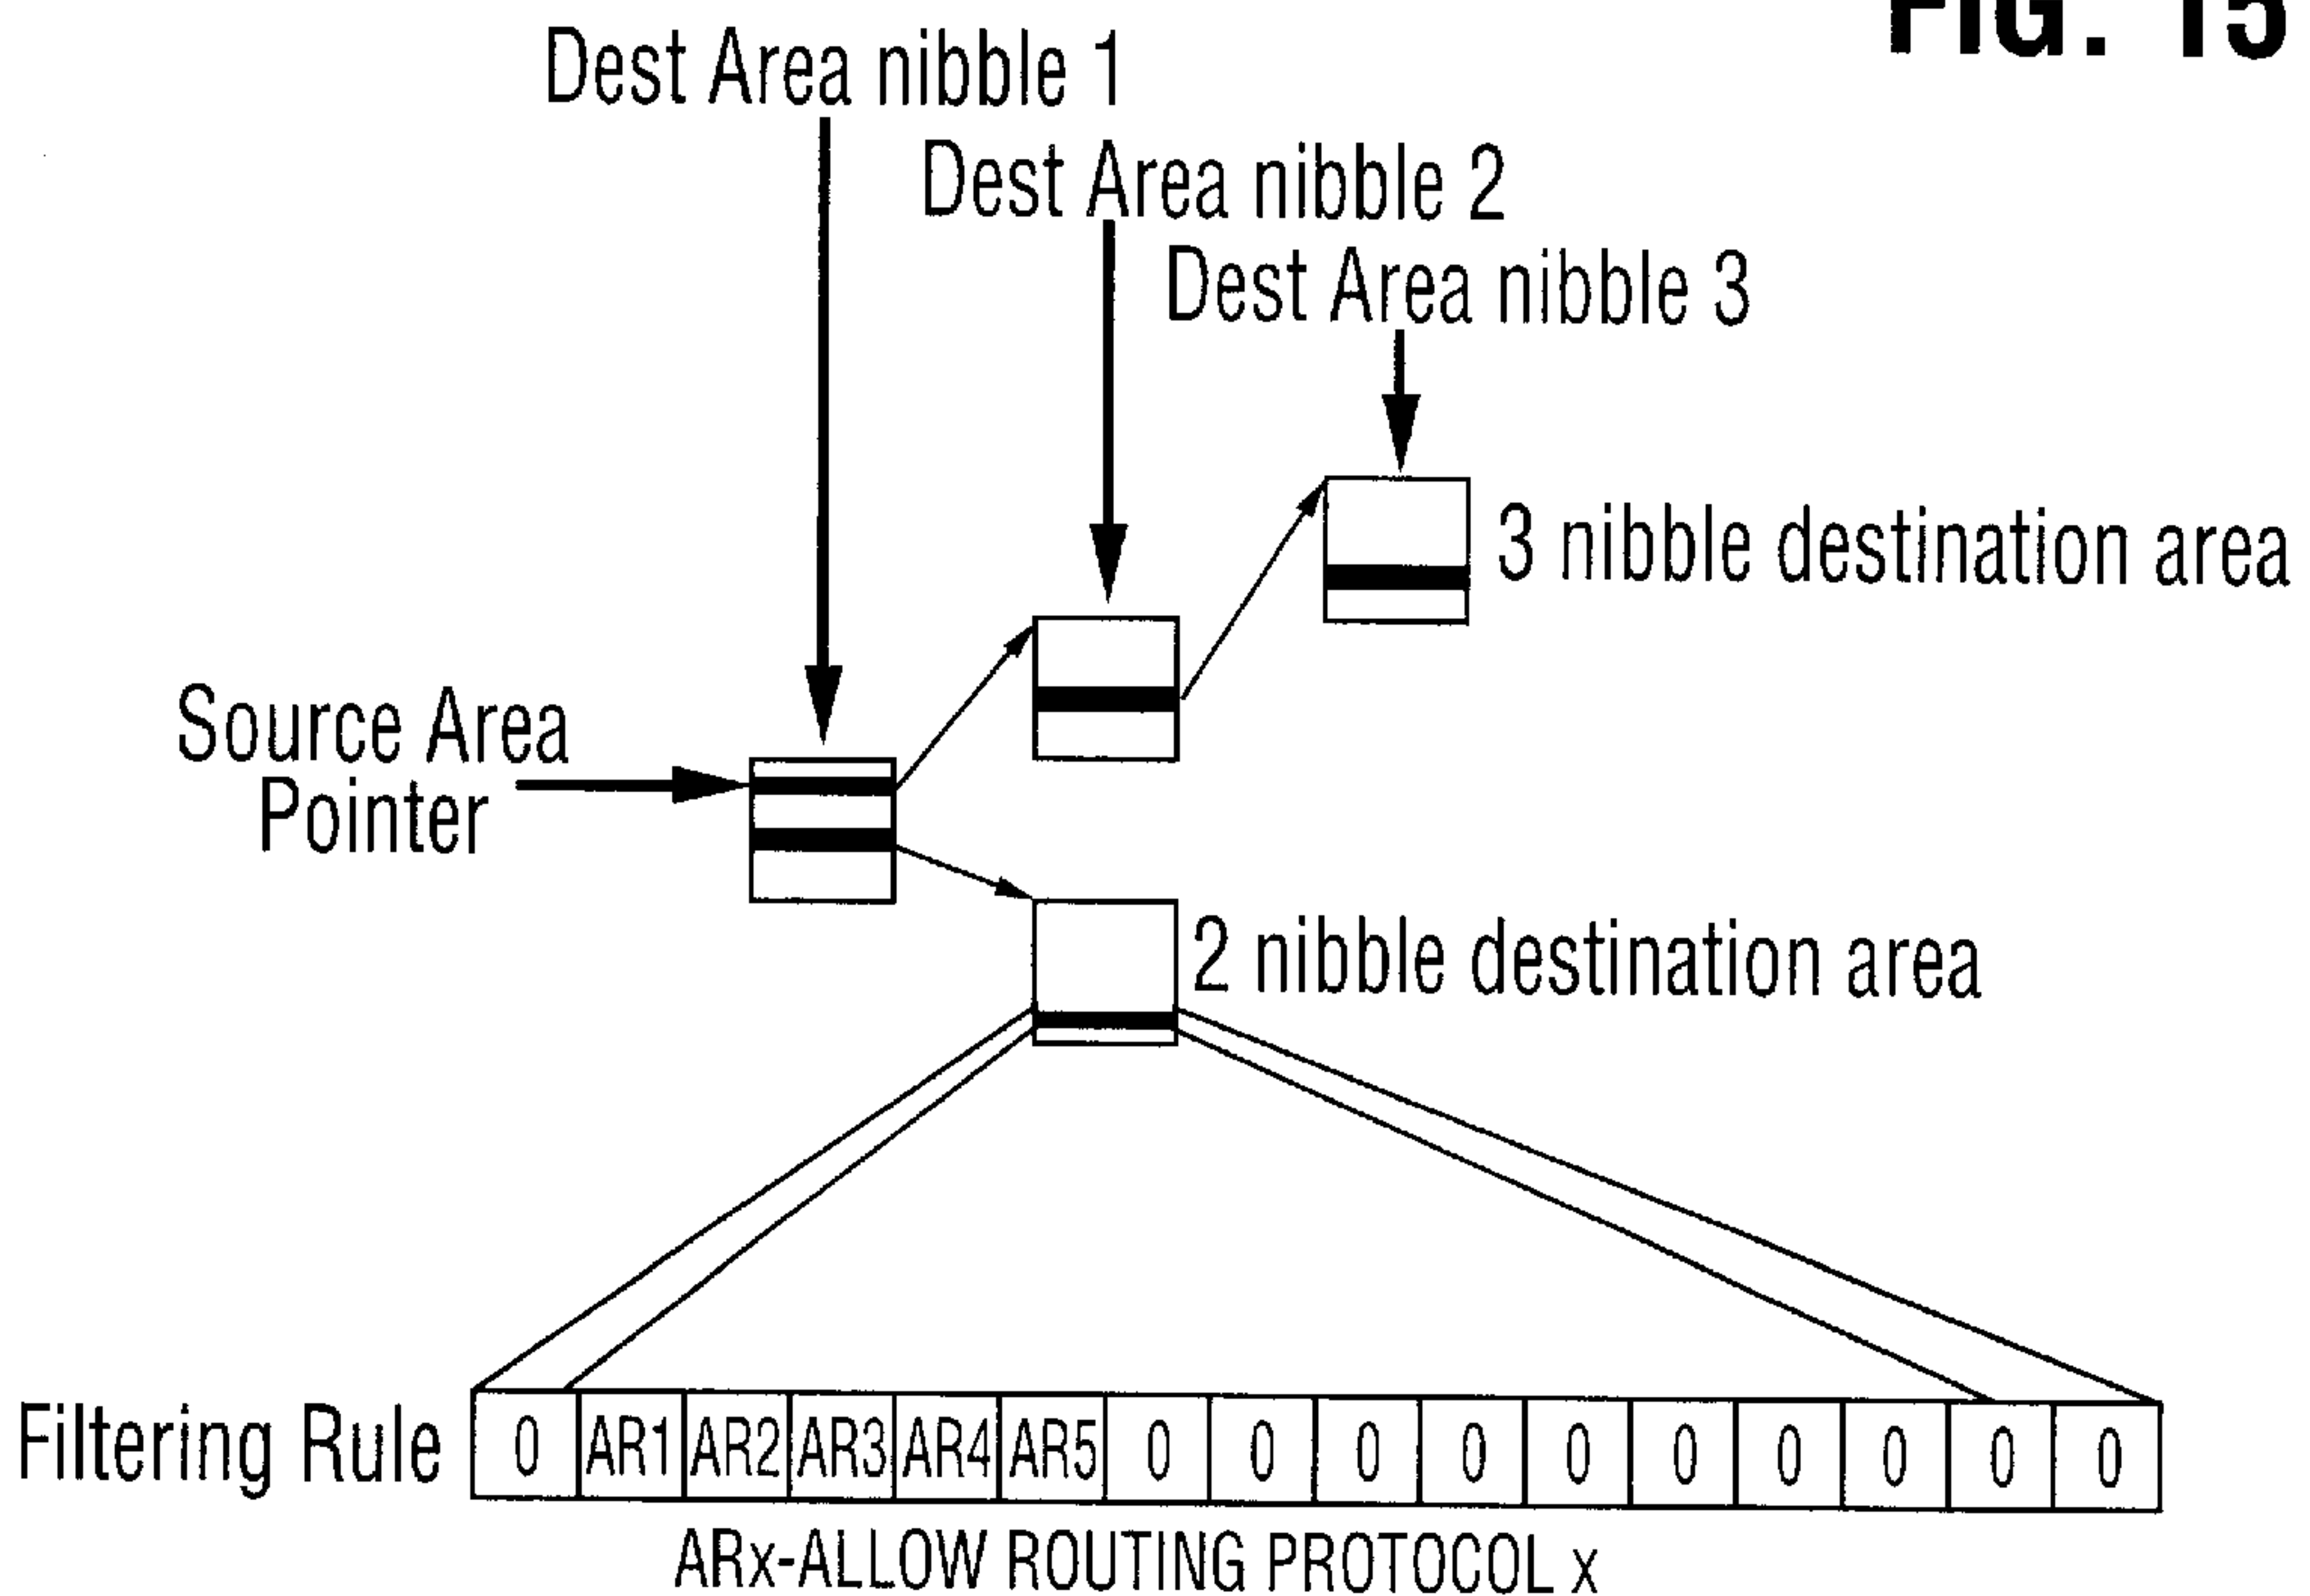 FIG. 15
Dest Area nibble 1
Dest Area nibble 2
Dest Area nibble 3
3 nibble destination area
Source Area
Pointer
2 nibble destination area
Filtering Rule 0 AR1 AR2 AR3 AR4 AR5 0 0 0 0 0 0 0 0 0 0
ARx-ALLOW ROUTING PROTOCOL x